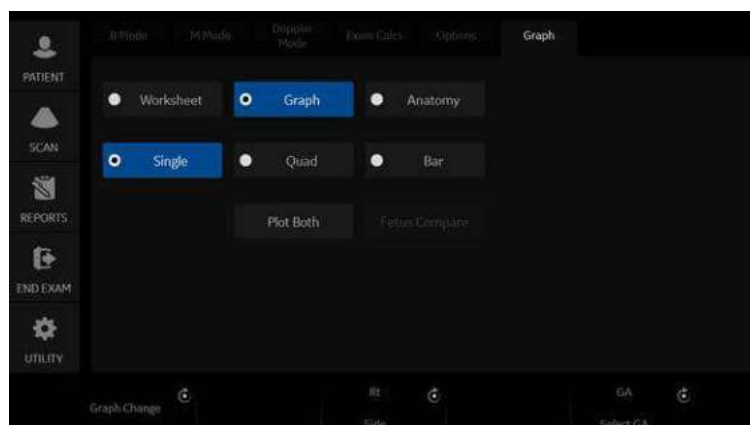 B Mode
M Mode
Doppler
Mode
Exam Calcs
Options
Graph
PATIENT
SCAN
REPORTS
END EXAM
UTILITY
Worksheet
Graph
Anatomy
Single
Quad
Bar
Plot Both
Fetus Compare
Graph Change
Rt
Side
GA
Select GA